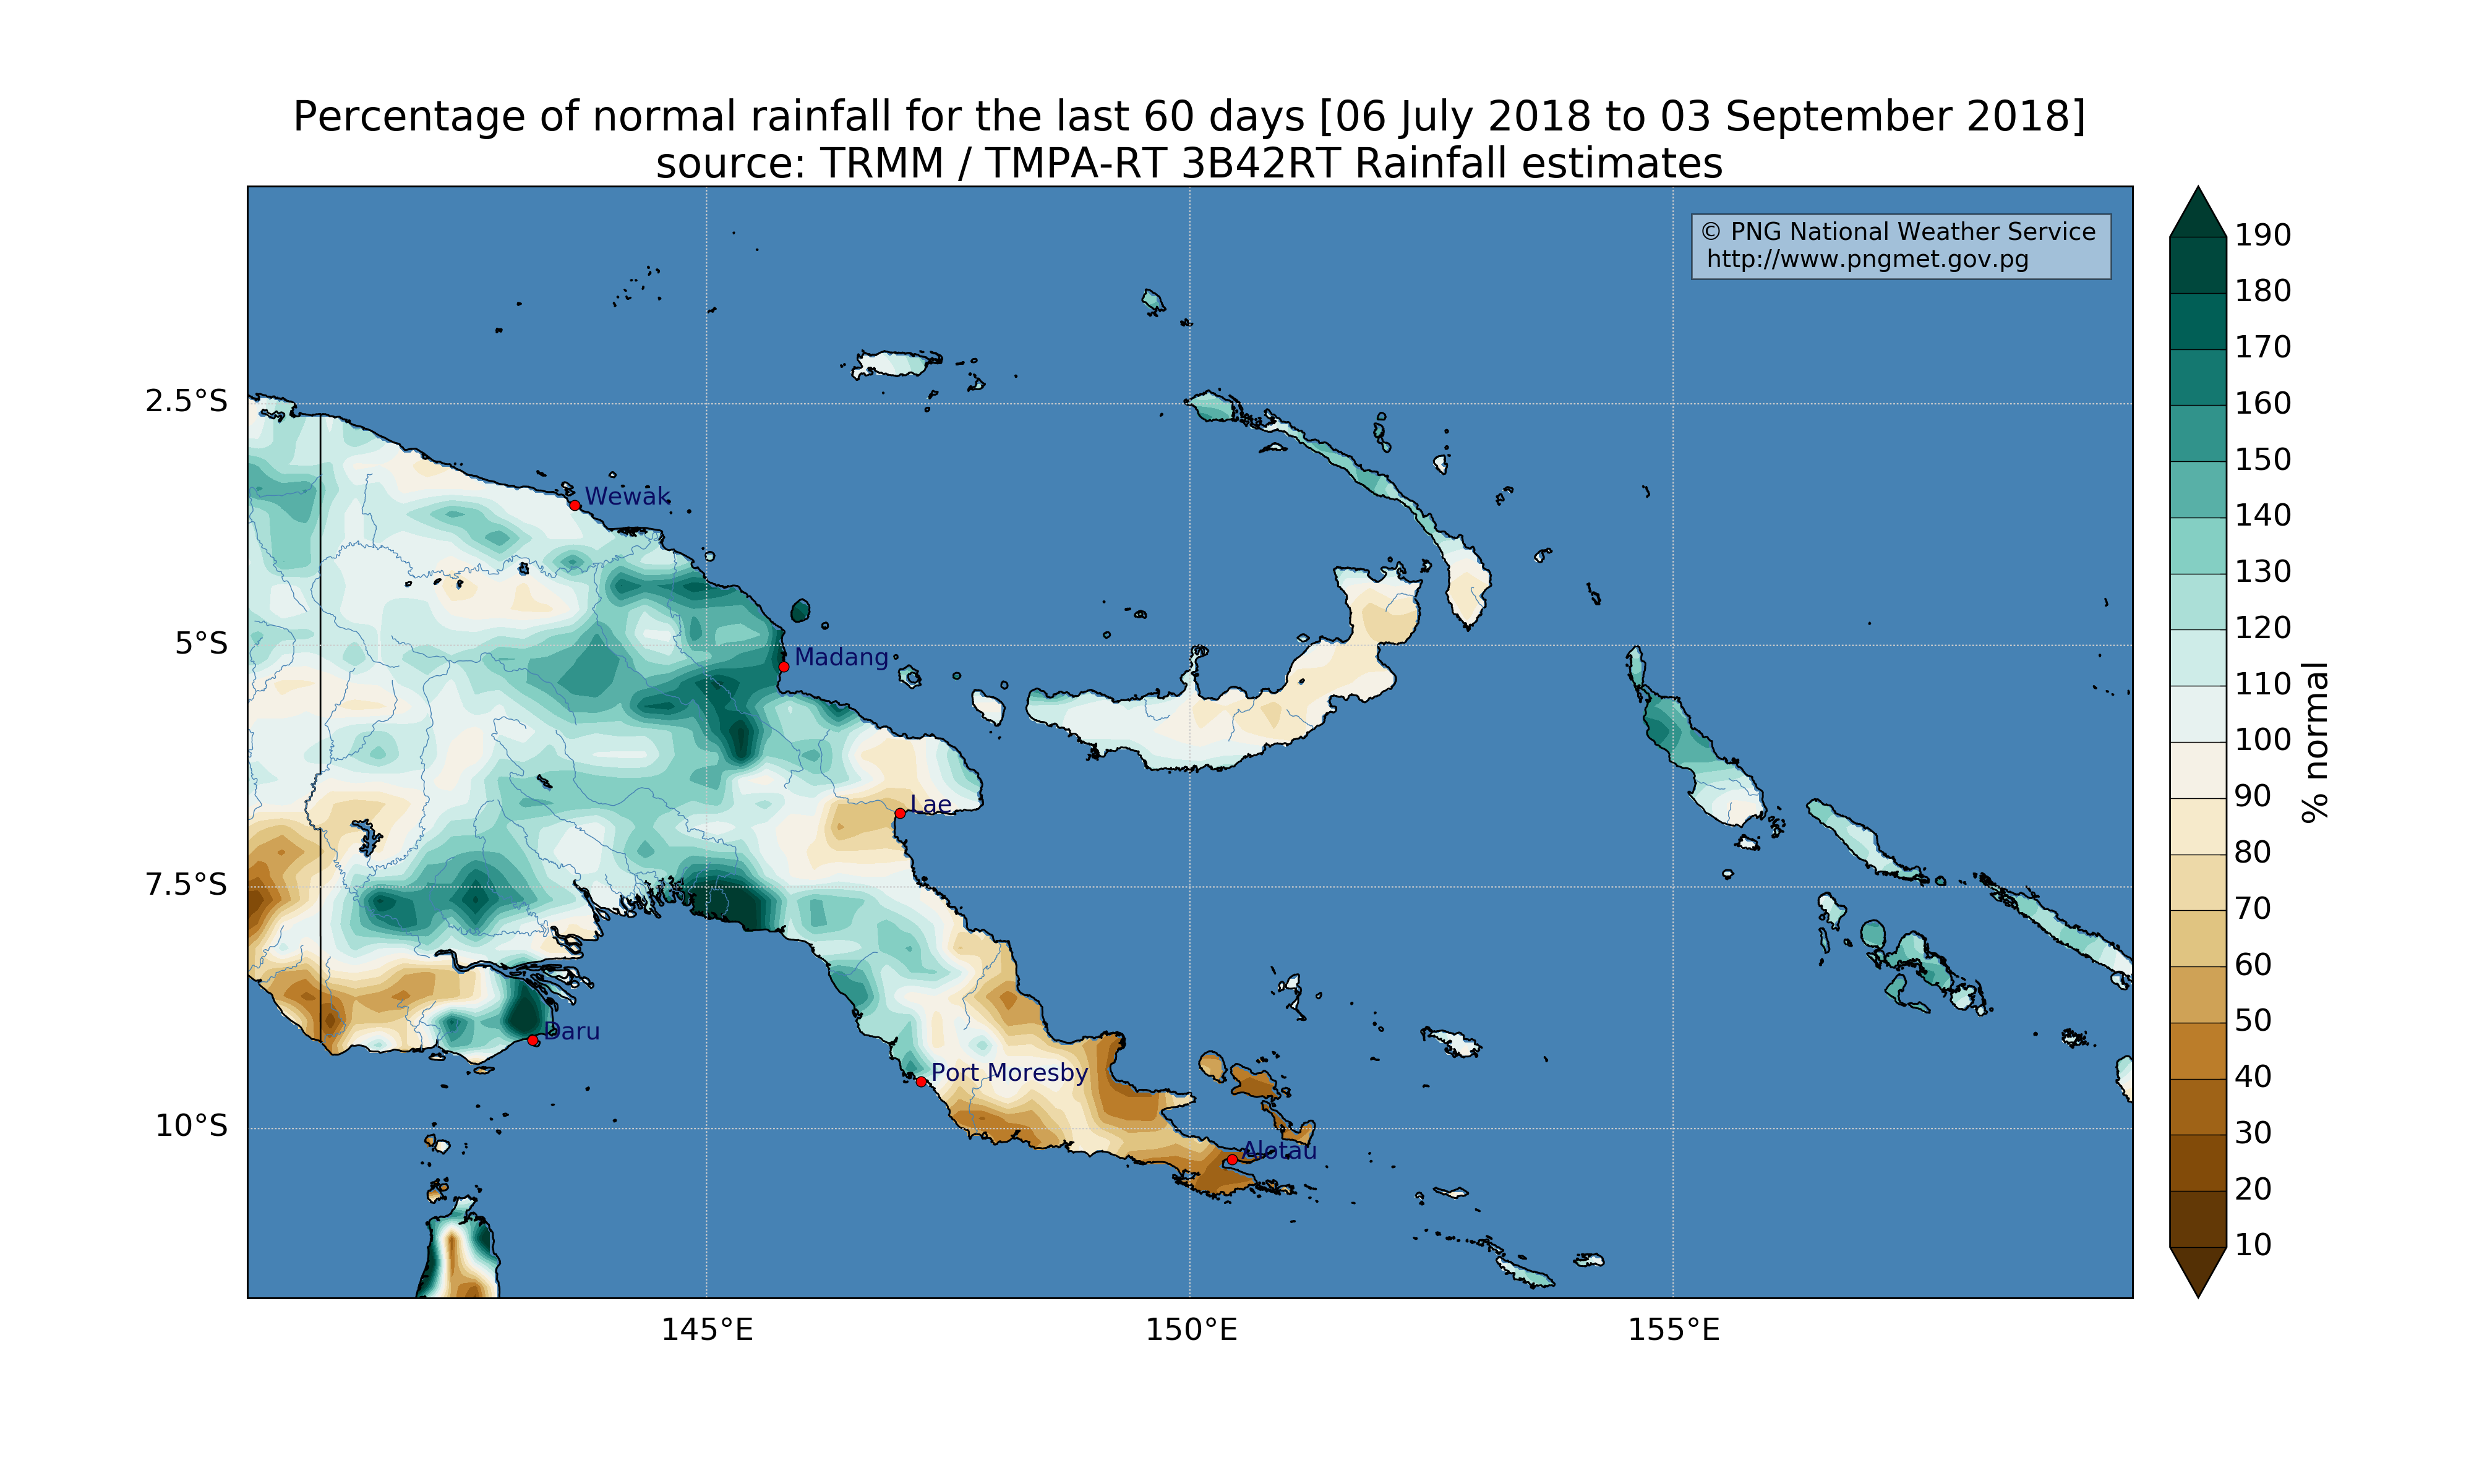 Percentage of normal rainfall for the last 60 days [06 July 2018 to 03 September 2018]
source: TRMM / TMPA-RT 3B42RT Rainfall estimates
© PNG National Weather Service
http://www.pngmet.gov.pg
190
180
170
160
150
140
130
120
110
100
90
80
70
60
50
40
30
20
10
% normal
2.5°S
5°S
7.5°S
10°S
Wewak
Madang
Lae
Daru
Port Moresby
Alotau
145°E
150°E
155°E